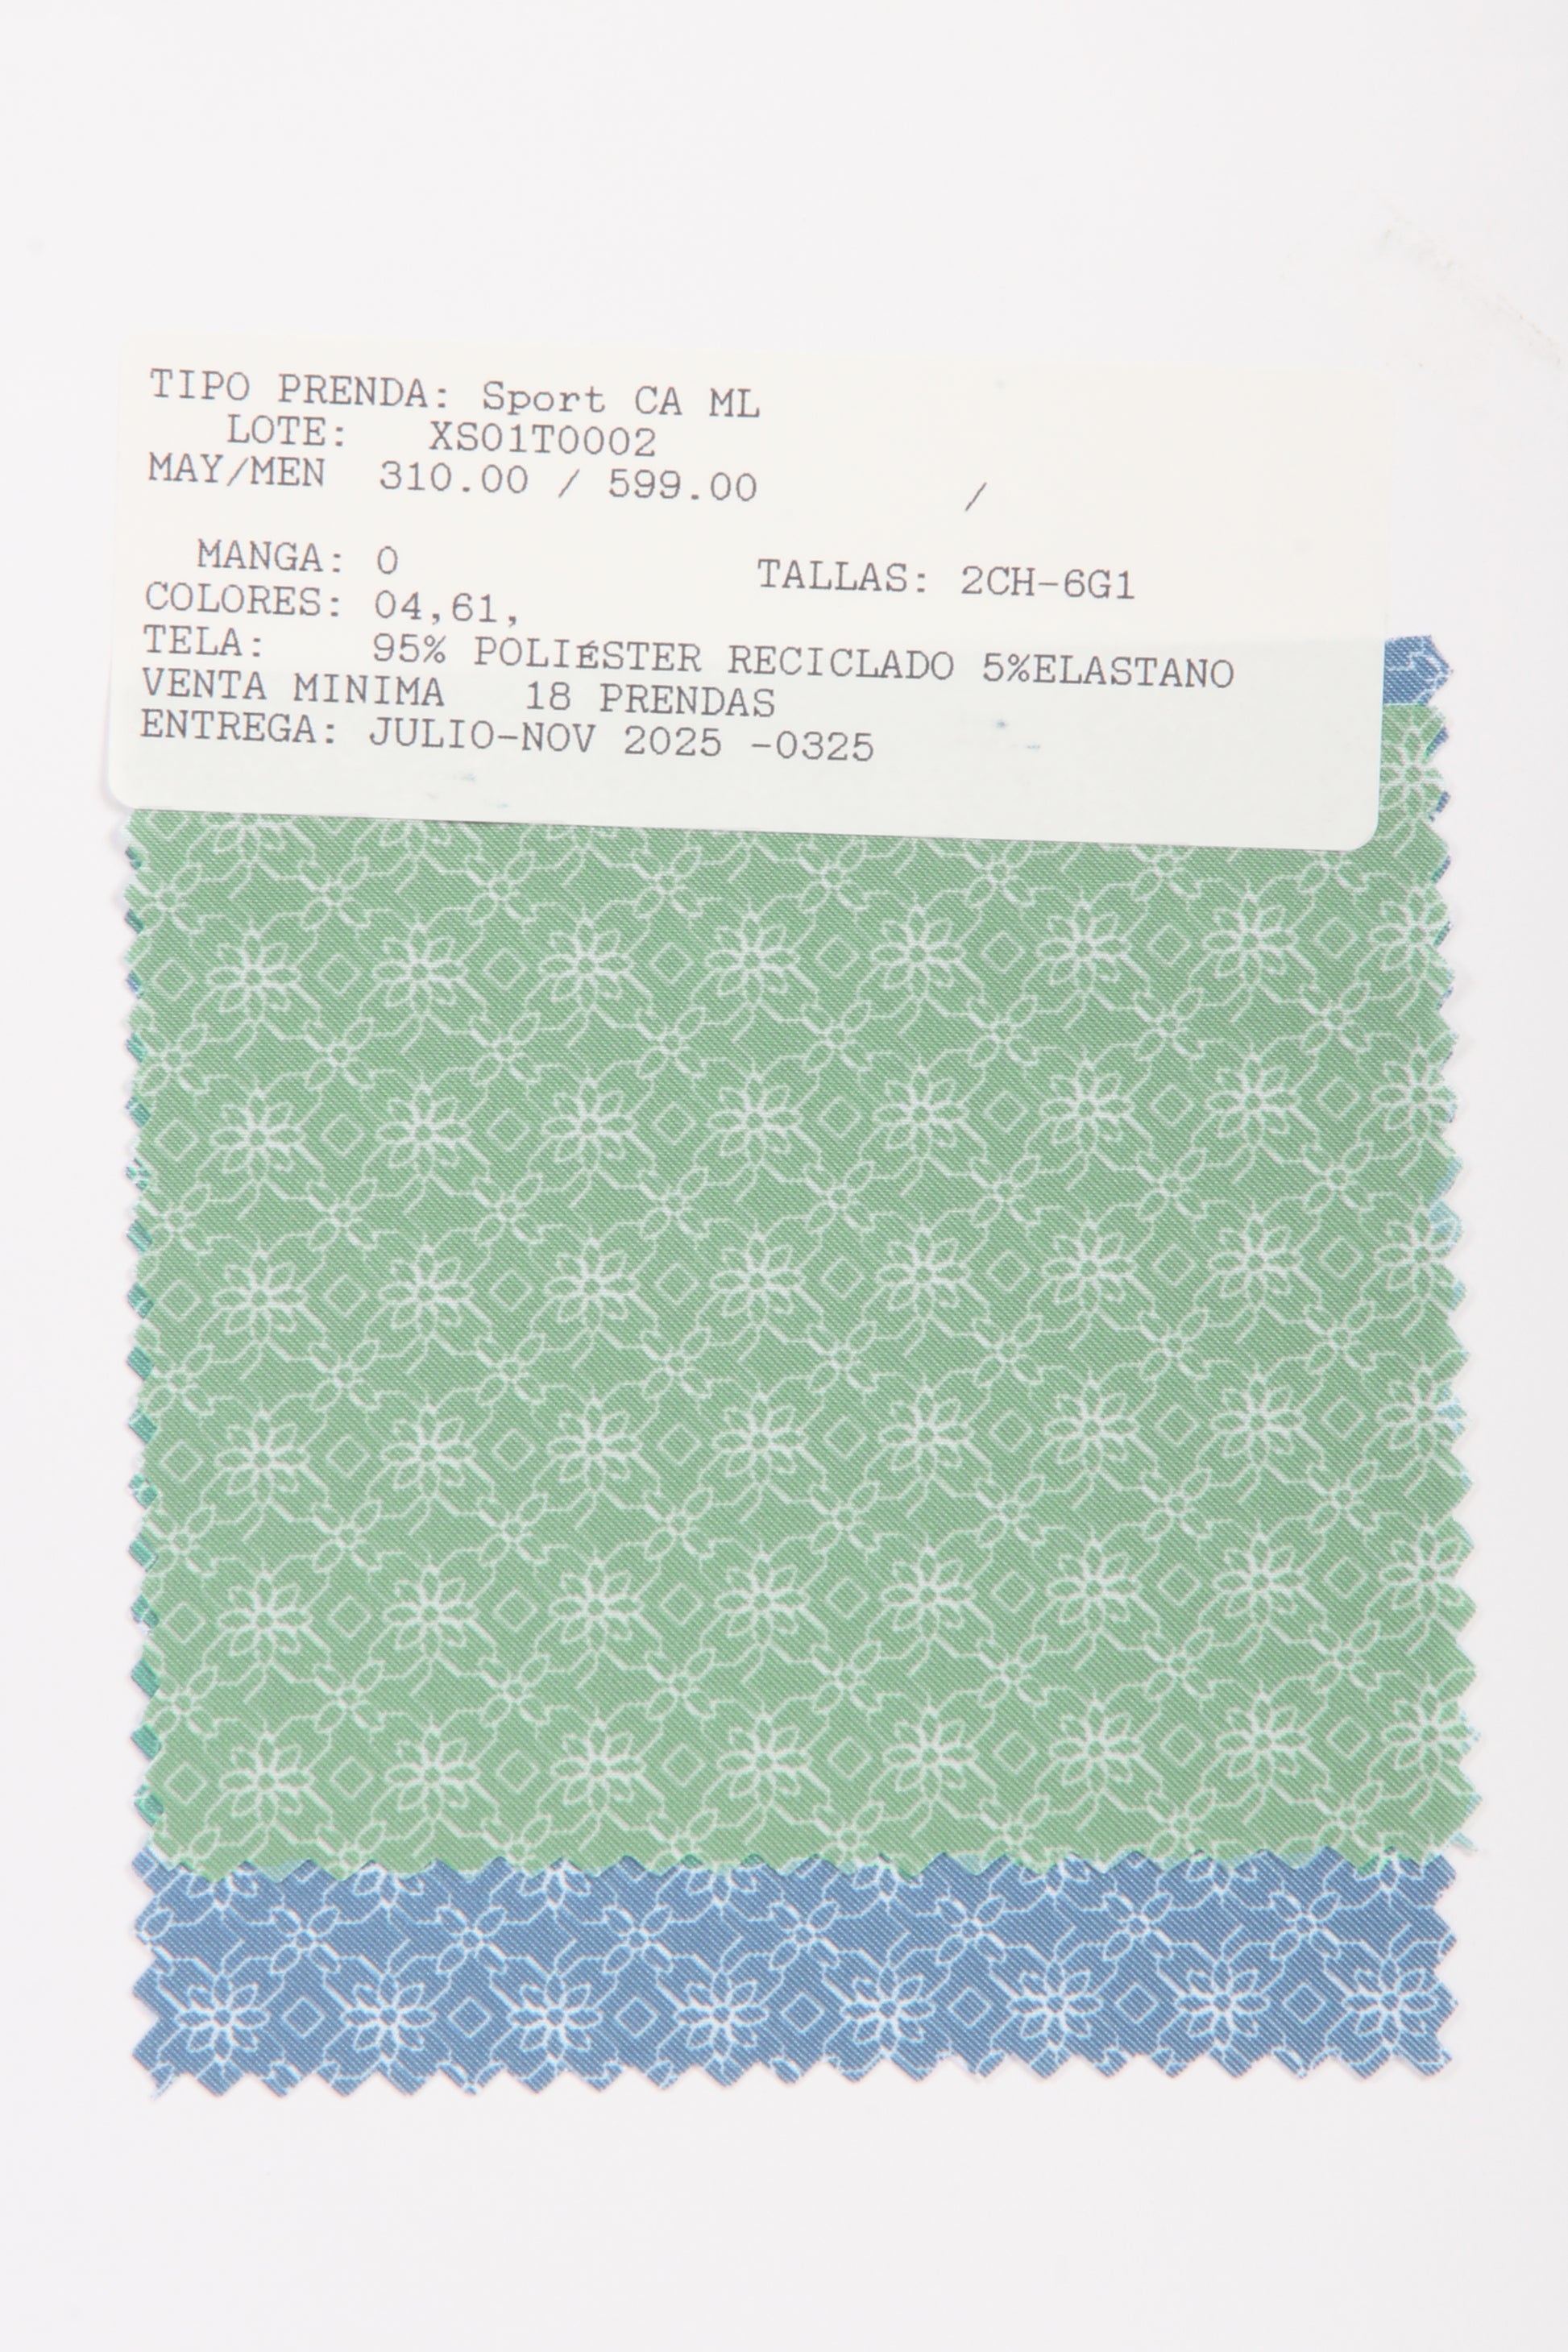 TIPO PRENDA: Sport CA ML
LOTE: XS01T0002
MAY/MEN 310.00 / 599.00 /
MANGA: 0 TALLAS: 2CH-6G1
COLORES: 04,61,
TELA: 95% POLIÉSTER RECICLADO 5%ELASTANO
VENTA MINIMA 18 PRENDAS
ENTREGA: JULIO-NOV 2025 -0325